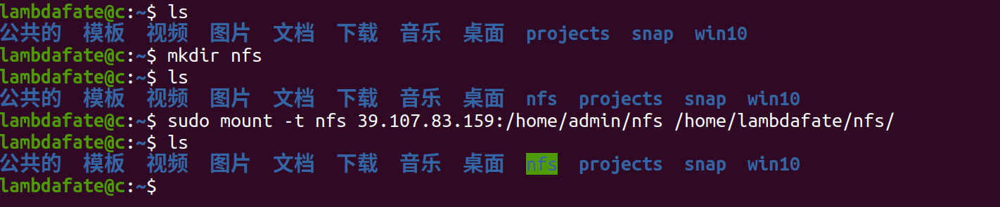 lambdafate@c:~$ ls
公共的  模板  视频  图片  文档  下载  音乐  桌面  projects  snap  win10
lambdafate@c:~$ mkdir nfs
lambdafate@c:~$ ls
公共的  模板  视频  图片  文档  下载  音乐  桌面  nfs  projects  snap  win10
lambdafate@c:~$ sudo mount -t nfs 39.107.83.159:/home/admin/nfs /home/lambdafate/nfs/
lambdafate@c:~$ ls
公共的  模板  视频  图片  文档  下载  音乐  桌面  nfs  projects  snap  win10
lambdafate@c:~$